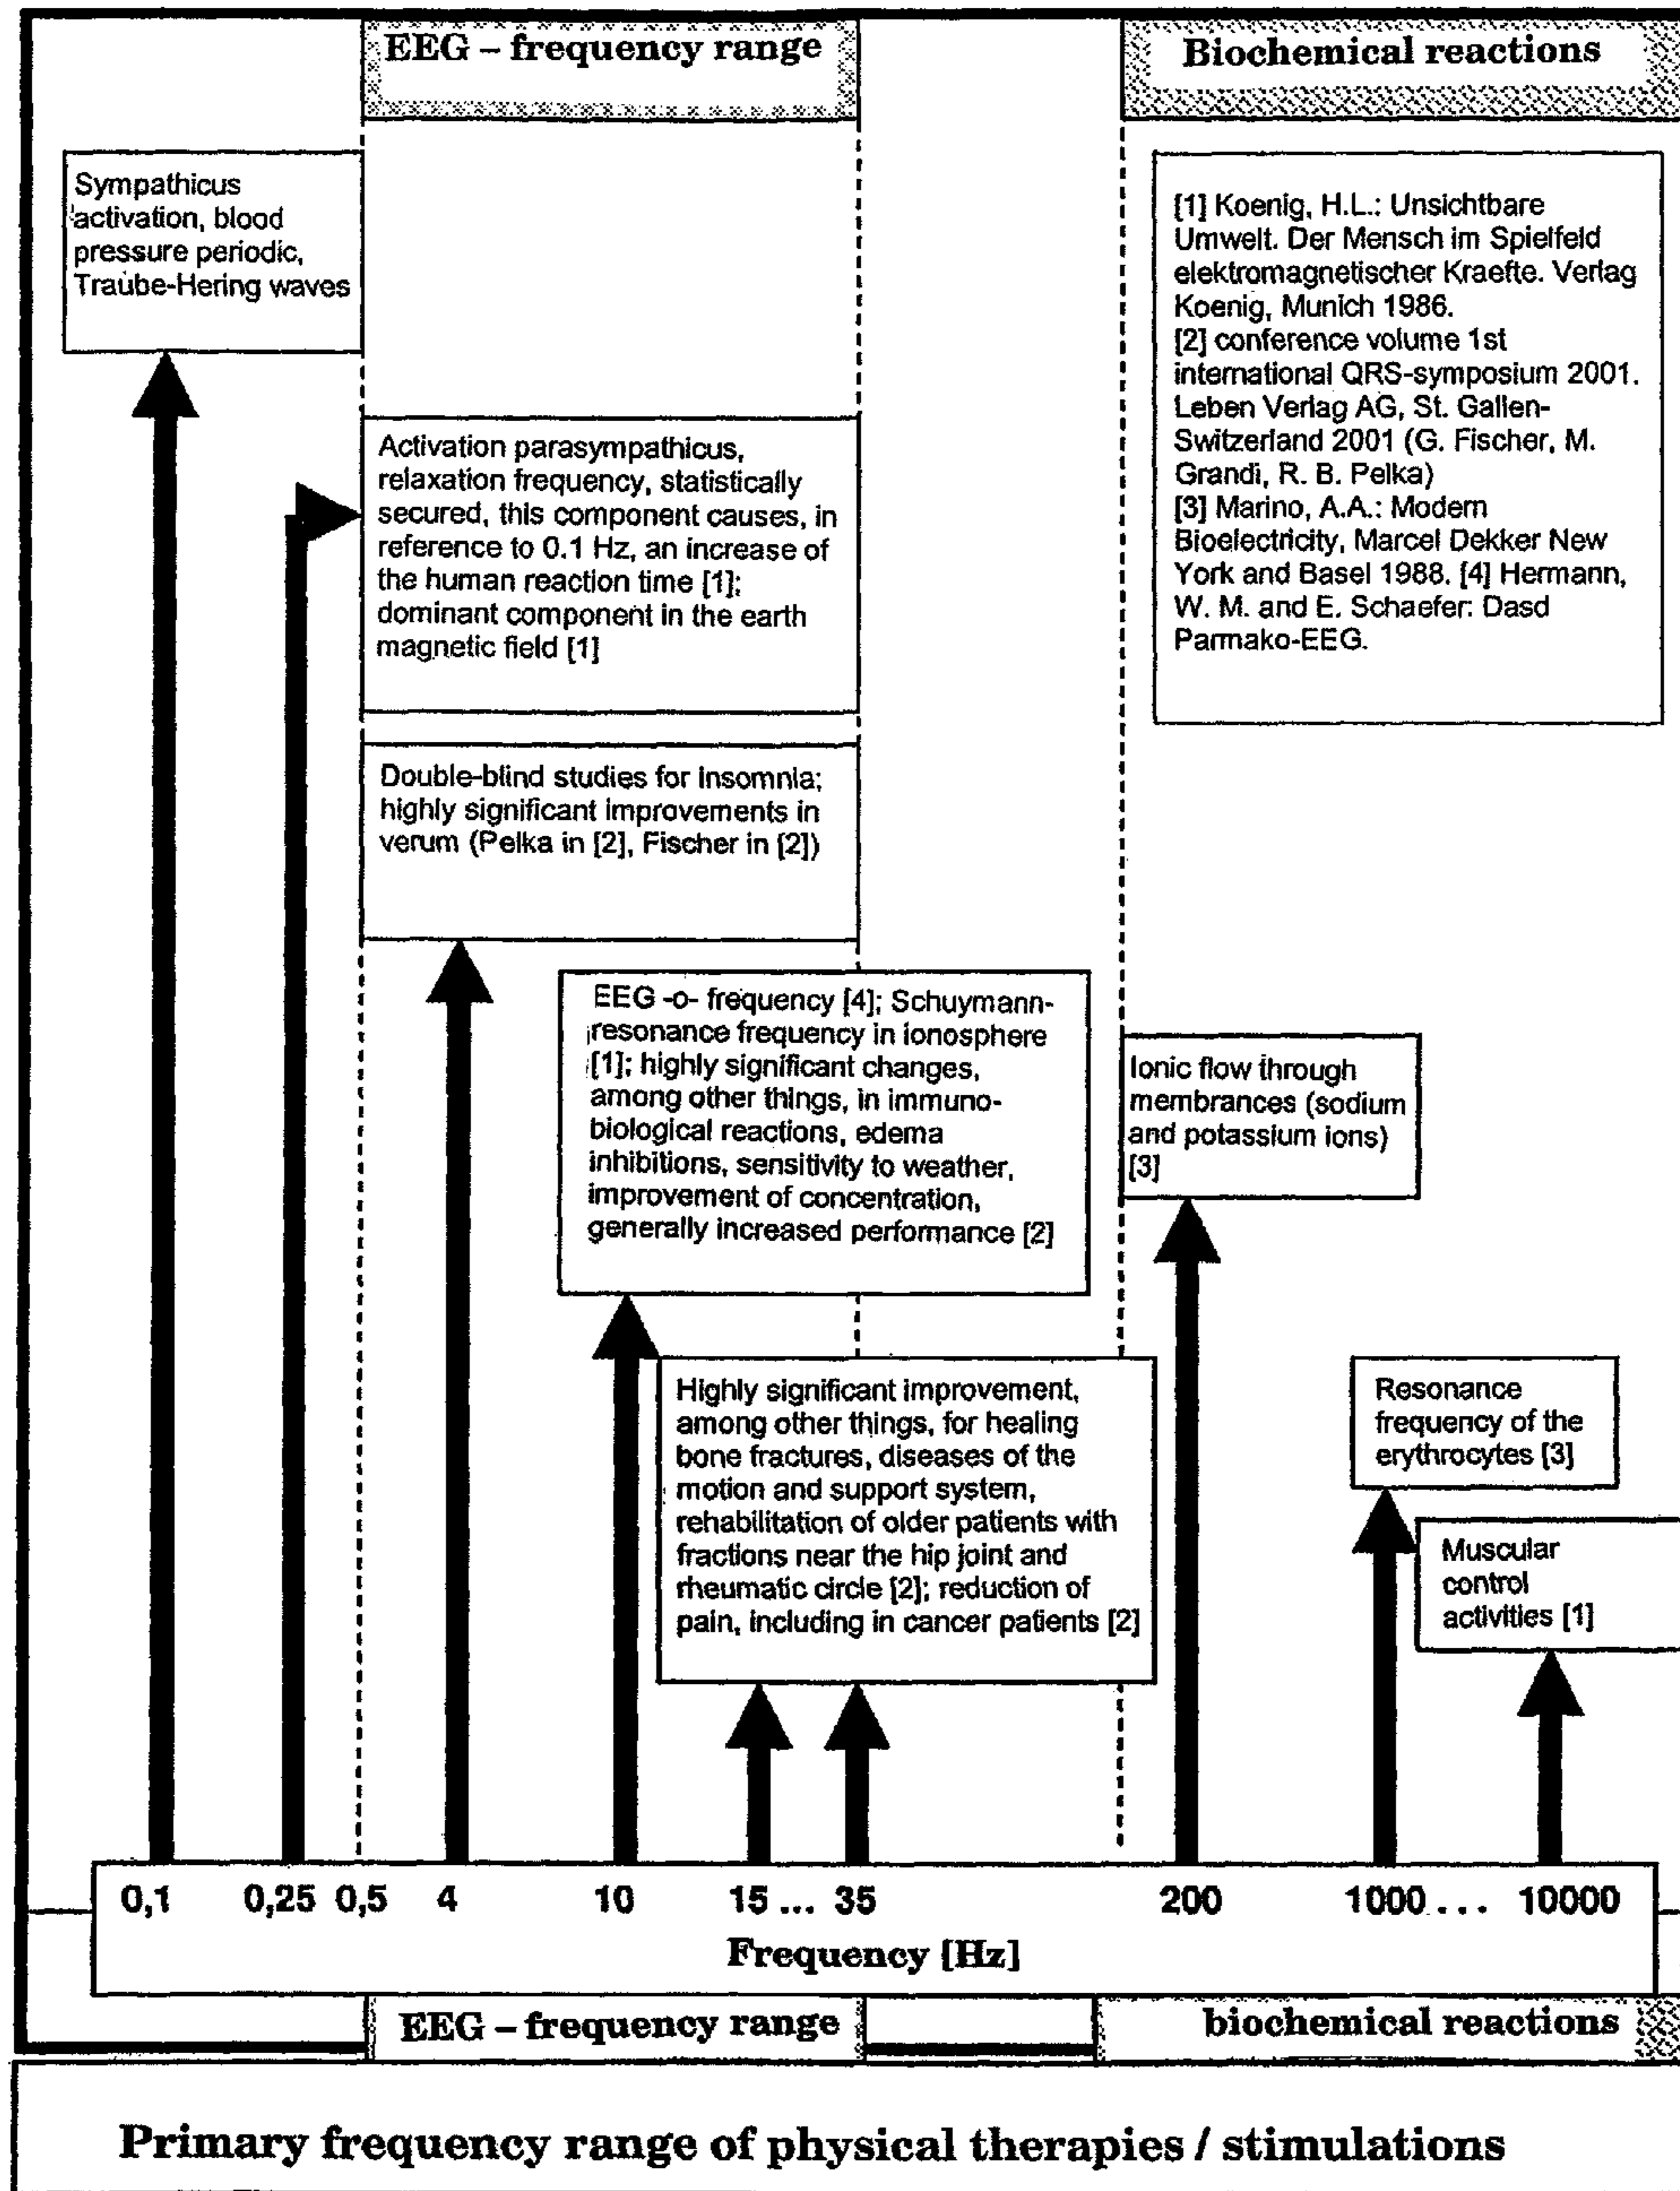 EEG – frequency range
Biochemical reactions
Sympathicus
activation, blood
pressure periodic,
Traube-Hering waves
[1] Koenig, H.L.: Unsichtbare
Umwelt. Der Mensch im Spielfeld
elektromagnetischer Kraefte. Verlag
Koenig, Munich 1986.
[2] conference volume 1st
international QRS-symposium 2001.
Leben Verlag AG, St. Gallen-
Switzerland 2001 (G. Fischer, M.
Grandi, R. B. Pelka)
[3] Marino, A.A.: Modern
Bioelectricity, Marcel Dekker New
York and Basel 1988. [4] Hermann,
W. M. and E. Schaefer: Dasd
Parmako-EEG.
Activation parasympathicus,
relaxation frequency, statistically
secured, this component causes, in
reference to 0.1 Hz, an increase of
the human reaction time [1];
dominant component in the earth
magnetic field [1]
Double-blind studies for insomnia;
highly significant improvements in
verum (Pelka in [2], Fischer in [2])
EEG -o- frequency [4]; Schuymann-
resonance frequency in ionosphere
[1]; highly significant changes,
among other things, in immuno-
biological reactions, edema
inhibitions, sensitivity to weather,
improvement of concentration,
generally increased performance [2]
Ionic flow through
membrances (sodium
and potassium ions)
[3]
Highly significant improvement,
among other things, for healing
bone fractures, diseases of the
motion and support system,
rehabilitation of older patients with
fractions near the hip joint and
rheumatic circle [2]; reduction of
pain, including in cancer patients [2]
Resonance
frequency of the
erythrocytes [3]
Muscular
control
activities [1]
0,1 0,25 0,5 4 10 15 ... 35 200 1000 ... 10000
Frequency [Hz]
EEG – frequency range
biochemical reactions
Primary frequency range of physical therapies / stimulations